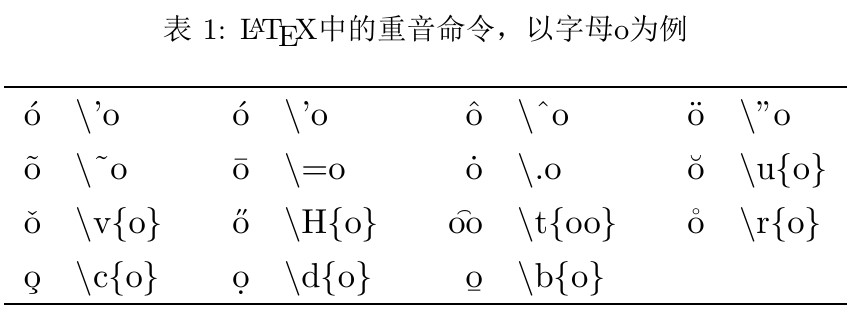 表 1: LATEX中的重音命令，以字母o为例
ó \’o ó \’o ô \^o ö \”o
õ \~o ō \=o ȯ \.o ŏ \u{o}
ǒ \v{o} ő \H{o} o͡o \t{oo} o̊ \r{o}
o̧ \c{o} ọ \d{o} o̲ \b{o}